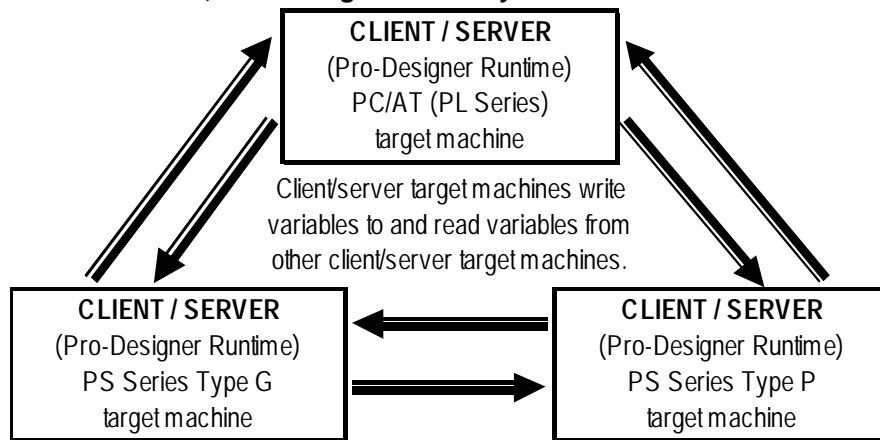 CLIENT / SERVER
(Pro-Designer Runtime)
PC/AT (PL Series)
target machine
Client/server target machines write
variables to and read variables from
other client/server target machines.
CLIENT / SERVER
(Pro-Designer Runtime)
PS Series Type G
target machine
CLIENT / SERVER
(Pro-Designer Runtime)
PS Series Type P
target machine